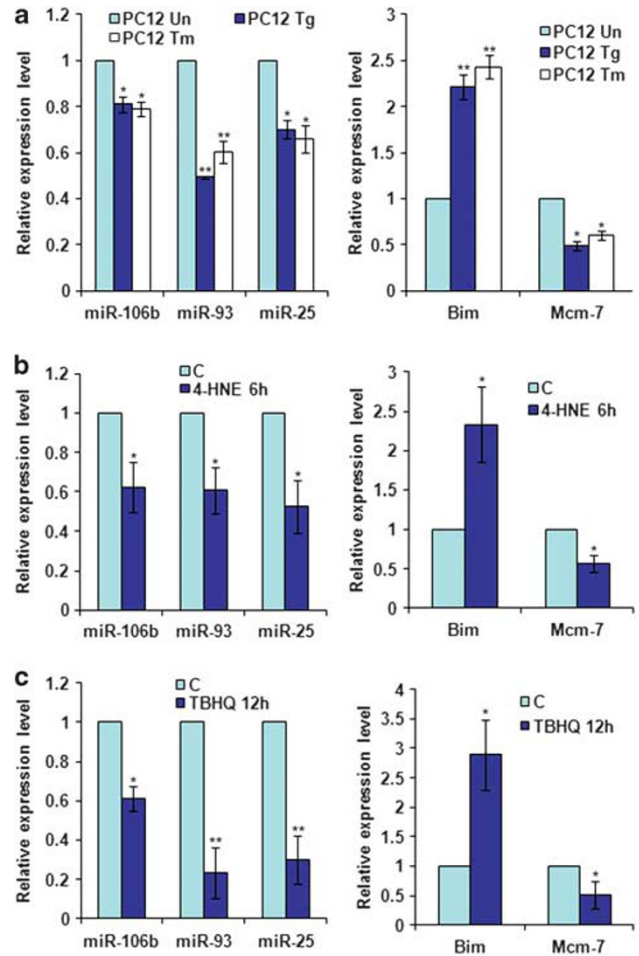 a
PC12 Un PC12 Tg
PC12 Tm
Relative expression level
1.2
1
0.8
0.6
0.4
0.2
0
* *
** **
* *
miR-106b miR-93 miR-25
PC12 Un
PC12 Tg
PC12 Tm
Relative expression level
3
2.5
2
1.5
1
0.5
0
** **
* *
Bim Mcm-7
b
C
4-HNE 6h
Relative expression level
1.2
1
0.8
0.6
0.4
0.2
0
* * *
miR-106b miR-93 miR-25
C
4-HNE 6h
Relative expression level
3
2.5
2
1.5
1
0.5
0
*
*
Bim Mcm-7
c
C
TBHQ 12h
Relative expression level
1.2
1
0.8
0.6
0.4
0.2
0
*
** **
miR-106b miR-93 miR-25
C
TBHQ 12h
Relative expression level
4
3.5
3
2.5
2
1.5
1
0.5
0
*
*
Bim Mcm-7